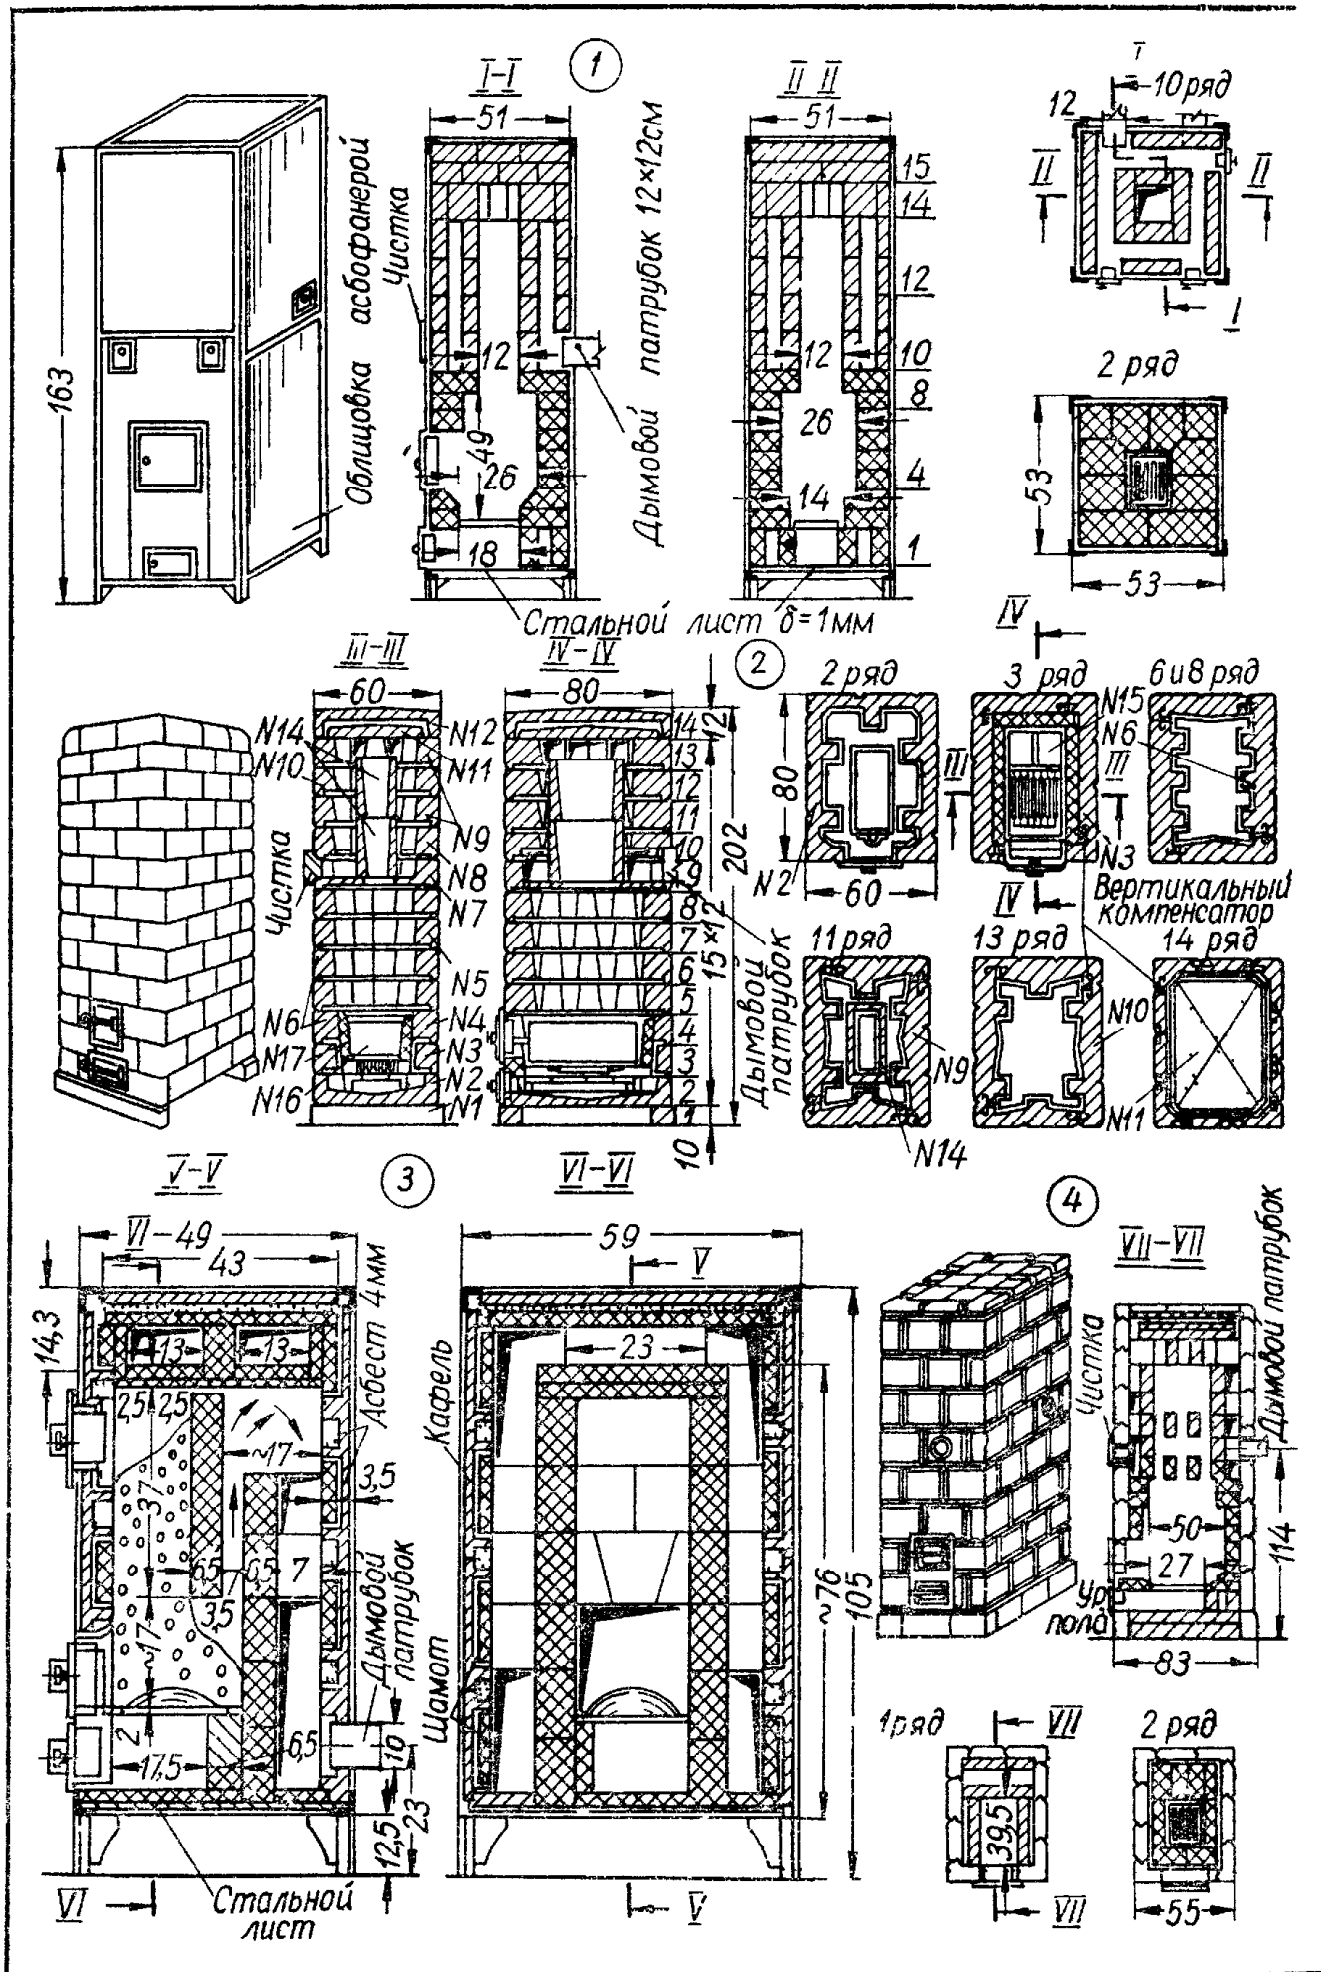 I-I
1
II II
I
51
51
10 ряд
12
II
II
I
163
Облицовка асбофанерой
Чистка
Дымовой патрубок 12×12см
15
14
12
10
8
4
1
12
49
26
18
12
26
14
2 ряд
53
53
Стальной лист δ=1мм
III-III
IV-IV
2
60
80
2 ряд
IV
3 ряд
6 и 8 ряд
N14
N10
Чистка
N6
N17
N16
N12
N11
N9
N8
N7
N5
N4
N3
N2
N1
14
13
12
11
10
9
8
7
6
5
4
3
2
1
12
202
15×12
10
Дымовой патрубок
80
60
N2
III
III
N15
N6
N3
IV
Вертикальный
компенсатор
11 ряд
13 ряд
14 ряд
N9
N14
N10
N11
V-V
3
VI-VI
4
VI
49
43
14,3
13
13
2,5
2,5
37
~17
3,5
6,5
6,5
7
3,5
~17
2
17,5
6,5
10
12,5
23
Асбест 4мм
Дымовой
патрубок
VI
Стальной
лист
59
V
23
Кафель
Шамот
~76
105
V
VII-VII
Чистка
Дымовой патрубок
50
27
114
Ур.
пола
83
1 ряд
VII
39,5
VII
2 ряд
55